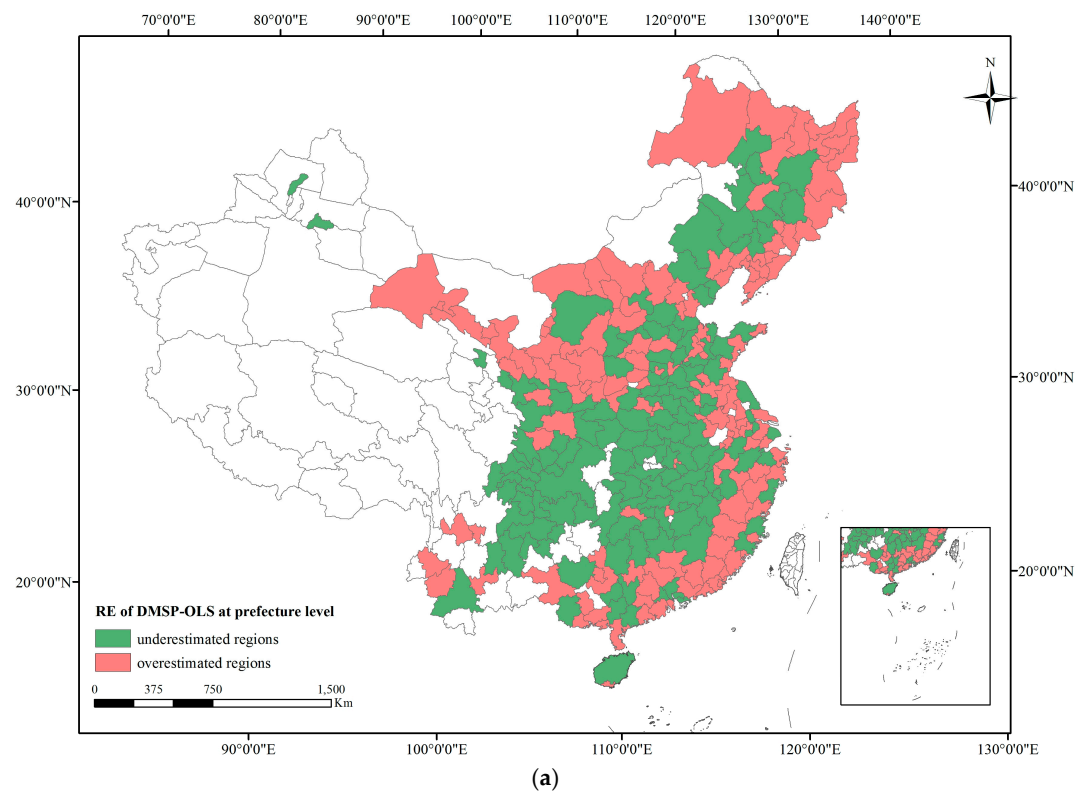 70°0'0"E 80°0'0"E 90°0'0"E 100°0'0"E 110°0'0"E 120°0'0"E 130°0'0"E 140°0'0"E
N
40°0'0"N 40°0'0"N
30°0'0"N 30°0'0"N
20°0'0"N 20°0'0"N
RE of DMSP-OLS at prefecture level
underestimated regions
overestimated regions
0 375 750 1,500
Km
90°0'0"E 100°0'0"E 110°0'0"E 120°0'0"E 130°0'0"E
(a)